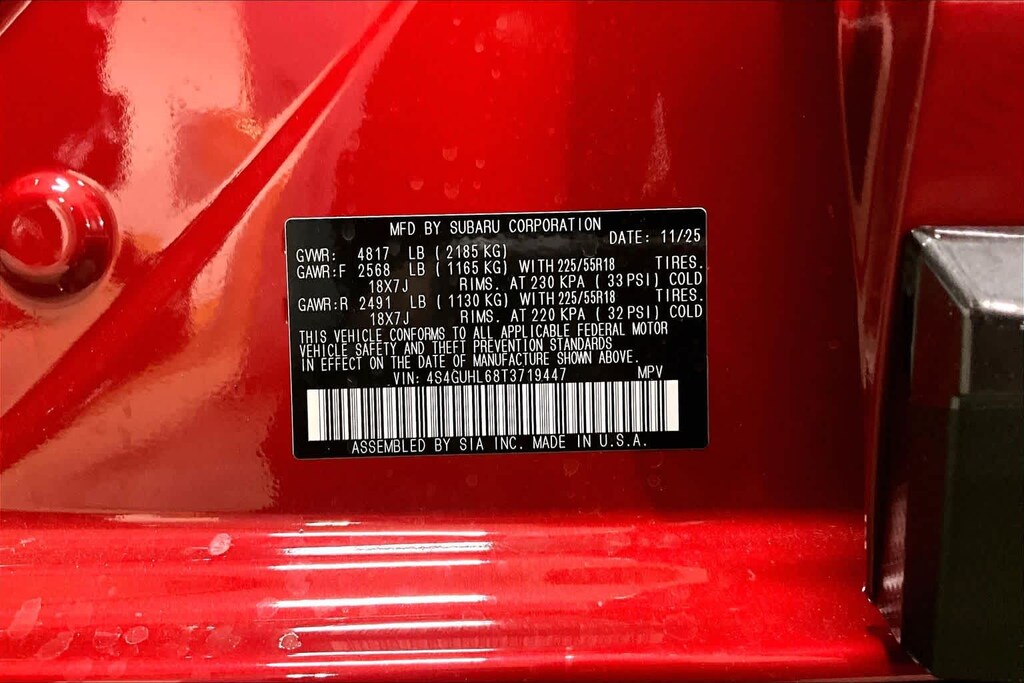 MFD BY SUBARU CORPORATION
DATE: 11/25
GVWR: 4817 LB (2185 KG)
GAWR:F 2568 LB (1165 KG) WITH 225/55R18 TIRES.
18X7J RIMS. AT 230 KPA (33 PSI) COLD
GAWR:R 2491 LB (1130 KG) WITH 225/55R18 TIRES.
18X7J RIMS. AT 220 KPA (32 PSI) COLD
THIS VEHICLE CONFORMS TO ALL APPLICABLE FEDERAL MOTOR
VEHICLE SAFETY AND THEFT PREVENTION STANDARDS
IN EFFECT ON THE DATE OF MANUFACTURE SHOWN ABOVE.
VIN: 4S4GUHL68T3719447 MPV
ASSEMBLED BY SIA INC. MADE IN U.S.A.